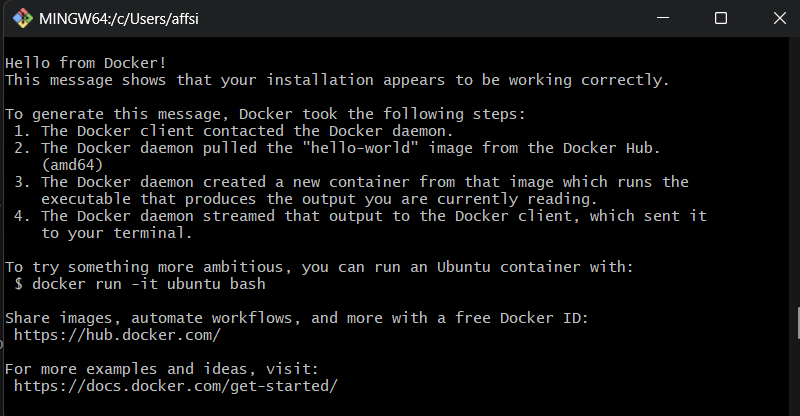 MINGW64:/c/Users/affsi
Hello from Docker!
This message shows that your installation appears to be working correctly.
To generate this message, Docker took the following steps:
1. The Docker client contacted the Docker daemon.
2. The Docker daemon pulled the "hello-world" image from the Docker Hub.
(amd64)
3. The Docker daemon created a new container from that image which runs the
executable that produces the output you are currently reading.
4. The Docker daemon streamed that output to the Docker client, which sent it
to your terminal.
To try something more ambitious, you can run an Ubuntu container with:
$ docker run -it ubuntu bash
Share images, automate workflows, and more with a free Docker ID:
https://hub.docker.com/
For more examples and ideas, visit:
https://docs.docker.com/get-started/